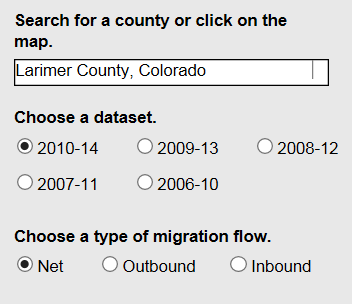 Search for a county or click on the
map.
Larimer County, Colorado
Choose a dataset.
2010-14 2009-13 2008-12
2007-11 2006-10
Choose a type of migration flow.
Net Outbound Inbound